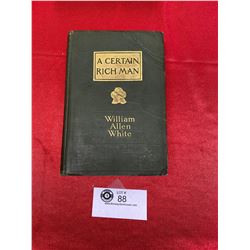 A CERTAIN
RICH MAN
William
Allen
White
LOT #
88